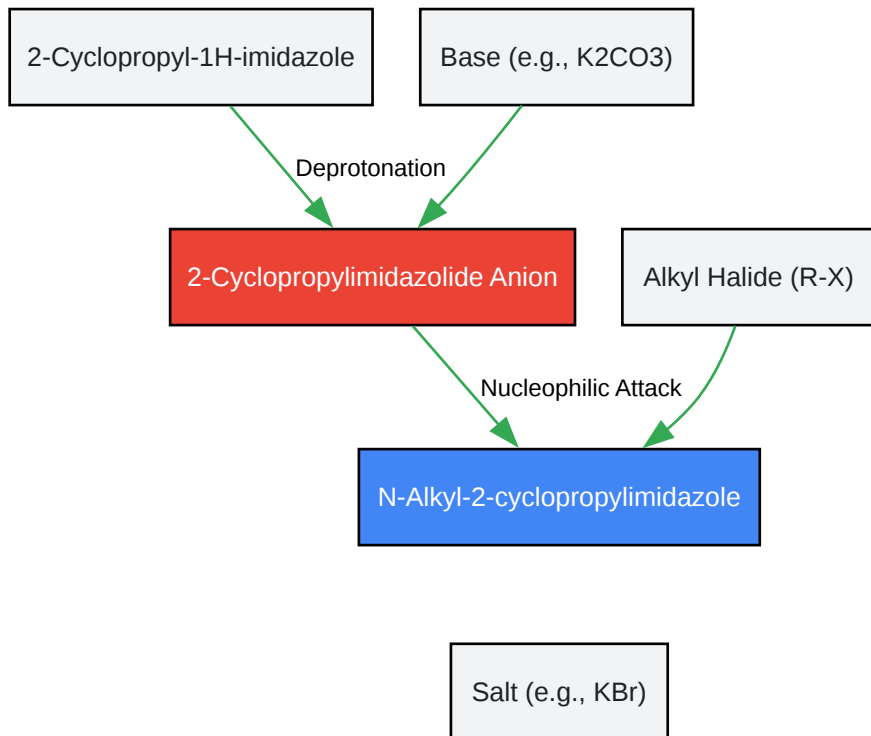 2-Cyclopropyl-1H-imidazole
Base (e.g., K2CO3)
Deprotonation
2-Cyclopropylimidazolide Anion
Alkyl Halide (R-X)
Nucleophilic Attack
N-Alkyl-2-cyclopropylimidazole
Salt (e.g., KBr)